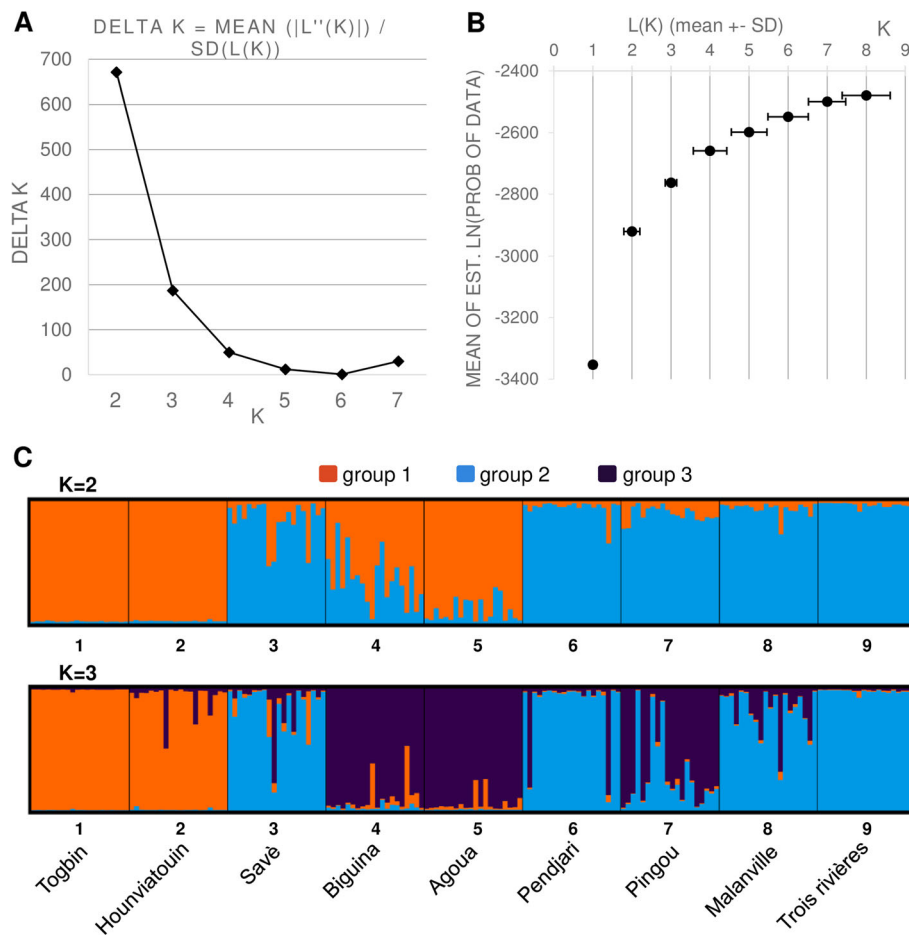 A
DELTA K = MEAN (|L''(K)|) /
SD(L(K))
700
600
500
400
300
200
100
0
DELTA K
2 3 4 5 6 7
K
B
L(K) (mean +- SD)
K
0 1 2 3 4 5 6 7 8 9
-2400
-2600
-2800
-3000
-3200
-3400
MEAN OF EST. LN(PROB OF DATA)
C
group 1 group 2 group 3
K=2
1 2 3 4 5 6 7 8 9
K=3
1 2 3 4 5 6 7 8 9
Togbin
Hounviatouin
Savè
Biguina
Agoua
Pendjari
Pingou
Malanville
Trois rivières